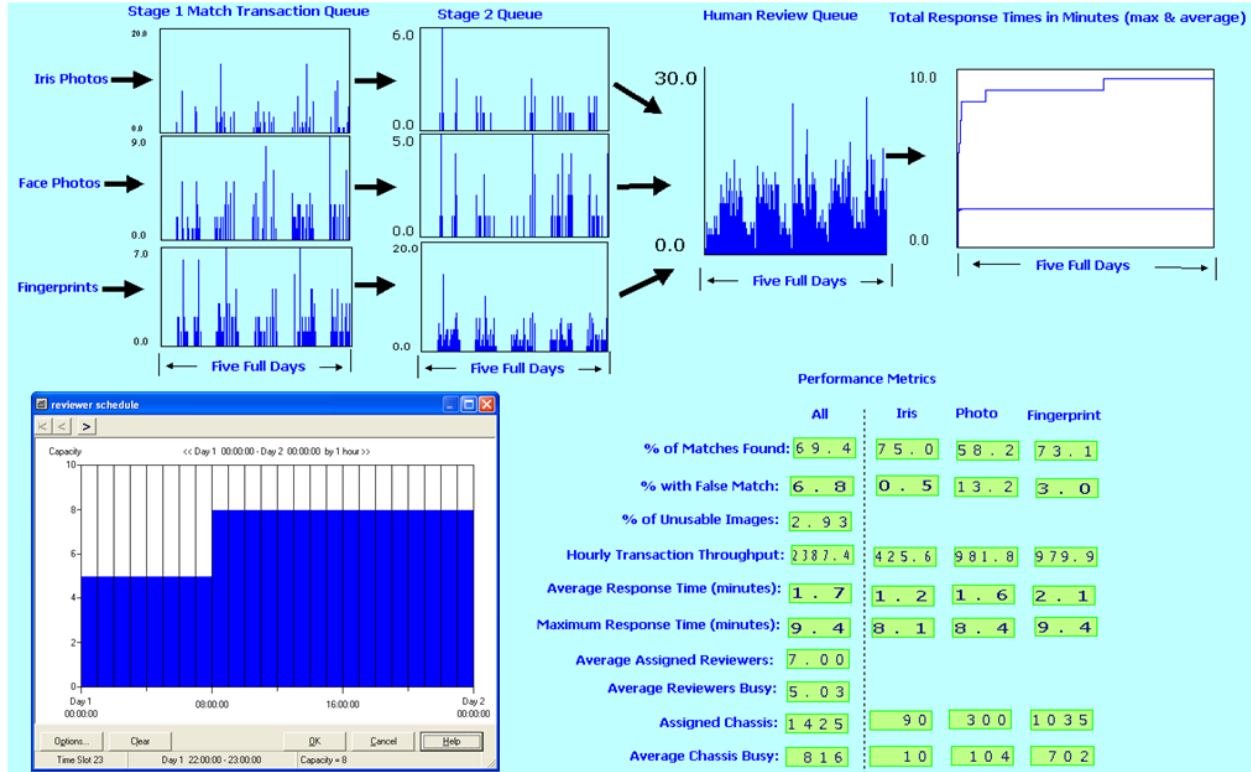 Stage 1 Match Transaction Queue
Stage 2 Queue
Human Review Queue
Total Response Times in Minutes (max & average)
Iris Photos
20.0
0.0
6.0
0.0
Face Photos
9.0
0.0
5.0
0.0
Fingerprints
7.0
0.0
20.0
0.0
30.0
0.0
10.0
0.0
Five Full Days
Five Full Days
Five Full Days
Five Full Days
reviewer schedule
Capacity
<< Day 1 00:00:00 - Day 2 00:00:00 by 1 hour >>
10
8
6
4
2
0
Day 1
00:00:00
08:00:00
16:00:00
Day 2
00:00:00
Options...
Clear
OK
Cancel
Help
Time Slot 23
Day 1 22:00:00 - 23:00:00
Capacity = 8
Performance Metrics
All Iris Photo Fingerprint
% of Matches Found: 69.4 75.0 58.2 73.1
% with False Match: 6.8 0.5 13.2 3.0
% of Unusable Images: 2.93
Hourly Transaction Throughput: 2387.4 425.6 981.8 979.9
Average Response Time (minutes): 1.7 1.2 1.6 2.1
Maximum Response Time (minutes): 9.4 8.1 8.4 9.4
Average Assigned Reviewers: 7.00
Average Reviewers Busy: 5.03
Assigned Chassis: 1425 90 300 1035
Average Chassis Busy: 816 10 104 702